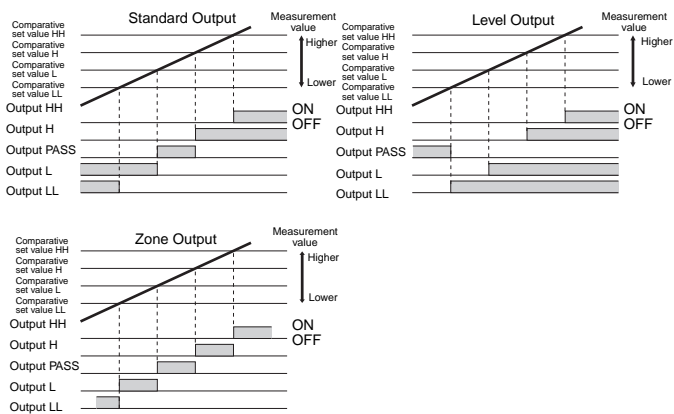 Standard Output
Measurement
value
Comparative
set value HH
Comparative
set value H
Comparative
set value L
Comparative
set value LL
Higher
Lower
Output HH
Output H
Output PASS
Output L
Output LL
ON
OFF
Level Output
Measurement
value
Comparative
set value HH
Comparative
set value H
Comparative
set value L
Comparative
set value LL
Higher
Lower
Output HH
Output H
Output PASS
Output L
Output LL
ON
OFF
Zone Output
Measurement
value
Comparative
set value HH
Comparative
set value H
Comparative
set value L
Comparative
set value LL
Higher
Lower
Output HH
Output H
Output PASS
Output L
Output LL
ON
OFF